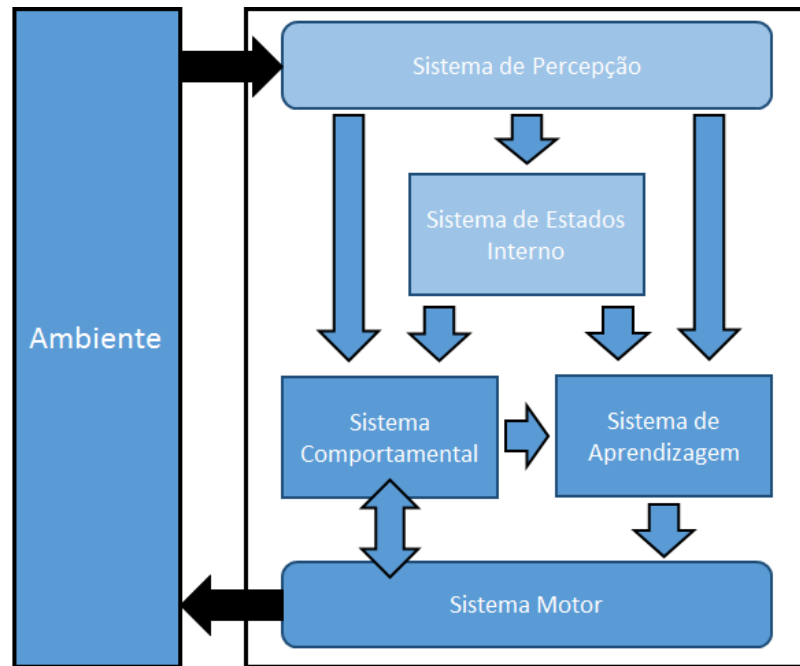 Sistema de Percepção
Sistema de Estados
Interno
Ambiente
Sistema
Comportamental
Sistema de
Aprendizagem
Sistema Motor